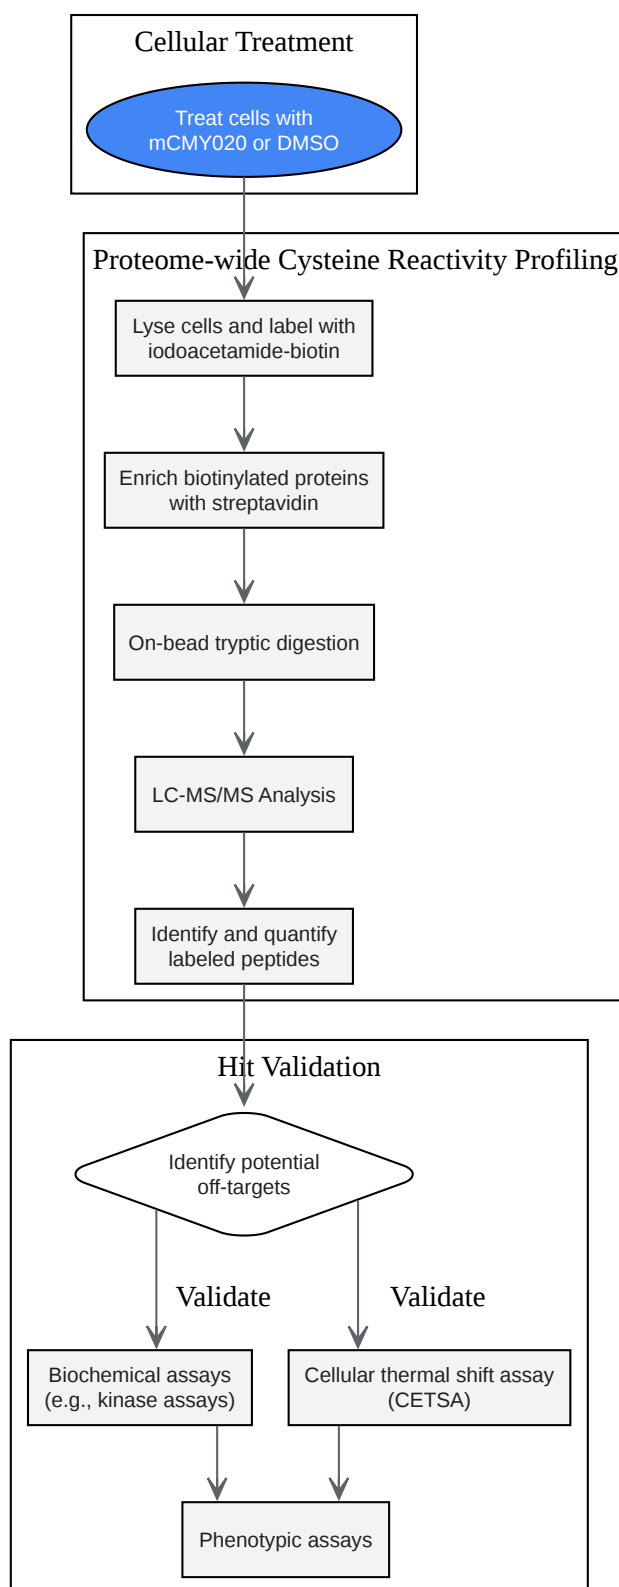 Cellular Treatment
Treat cells with
mCMY020 or DMSO
Proteome-wide Cysteine Reactivity Profiling
Lyse cells and label with
iodoacetamide-biotin
Enrich biotinylated proteins
with streptavidin
On-bead tryptic digestion
LC-MS/MS Analysis
Identify and quantify
labeled peptides
Hit Validation
Identify potential
off-targets
Validate
Validate
Biochemical assays
(e.g., kinase assays)
Cellular thermal shift assay
(CETSA)
Phenotypic assays